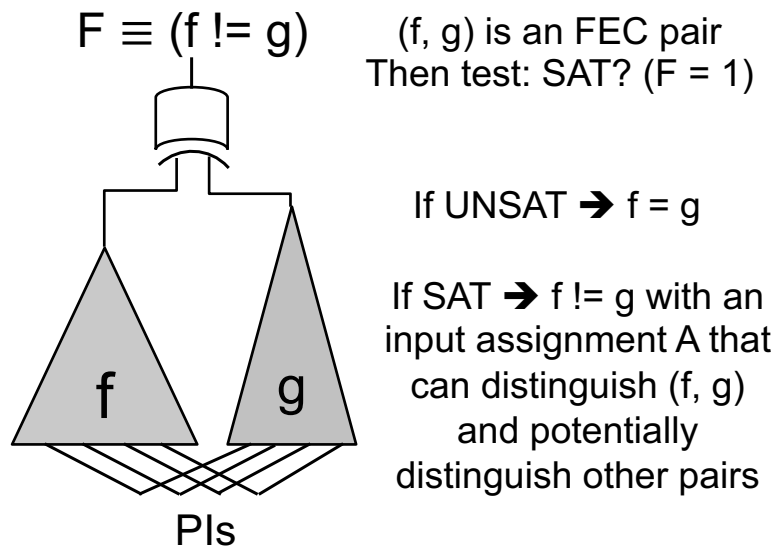 F ≡ (f != g)
(f, g) is an FEC pair
Then test: SAT? (F = 1)
If UNSAT ➔ f = g
If SAT ➔ f != g with an
input assignment A that
can distinguish (f, g)
and potentially
distinguish other pairs
f
g
PIs